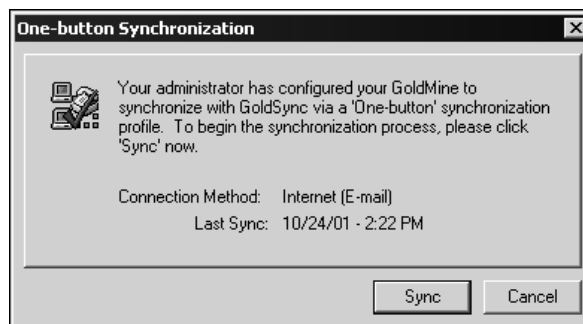 One-button Synchronization
Your administrator has configured your GoldMine to
synchronize with GoldSync via a 'One-button' synchronization
profile. To begin the synchronization process, please click
'Sync' now.
Connection Method: Internet (E-mail)
Last Sync: 10/24/01 - 2:22 PM
Sync Cancel